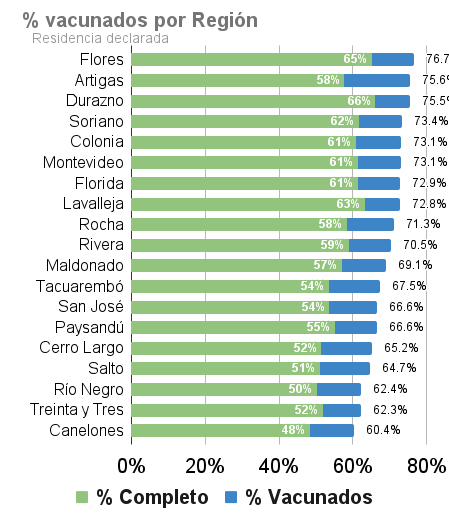 % vacunados por Región
Residencia declarada
Flores 65% 76.7
Artigas 58% 75.6%
Durazno 66% 75.5%
Soriano 62% 73.4%
Colonia 61% 73.1%
Montevideo 61% 73.1%
Florida 61% 72.9%
Lavalleja 63% 72.8%
Rocha 58% 71.3%
Rivera 59% 70.5%
Maldonado 57% 69.1%
Tacuarembó 54% 67.5%
San José 54% 66.6%
Paysandú 55% 66.6%
Cerro Largo 52% 65.2%
Salto 51% 64.7%
Río Negro 50% 62.4%
Treinta y Tres 52% 62.3%
Canelones 48% 60.4%
0% 20% 40% 60% 80%
% Completo % Vacunados